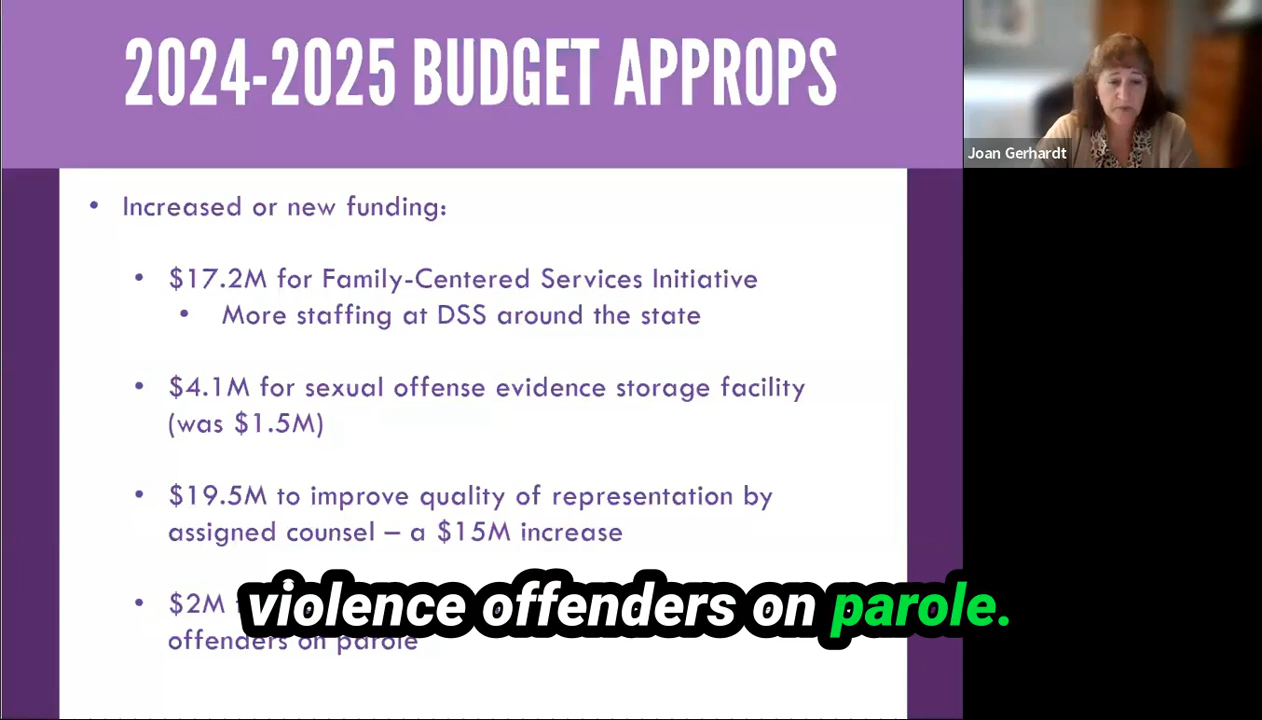 2024-2025 BUDGET APPROPS
Joan Gerhardt
• Increased or new funding:
• $17.2M for Family-Centered Services Initiative
• More staffing at DSS around the state
• $4.1M for sexual offense evidence storage facility
(was $1.5M)
• $19.5M to improve quality of representation by
assigned counsel – a $15M increase
• $2M
offenders on parole
violence offenders on parole.